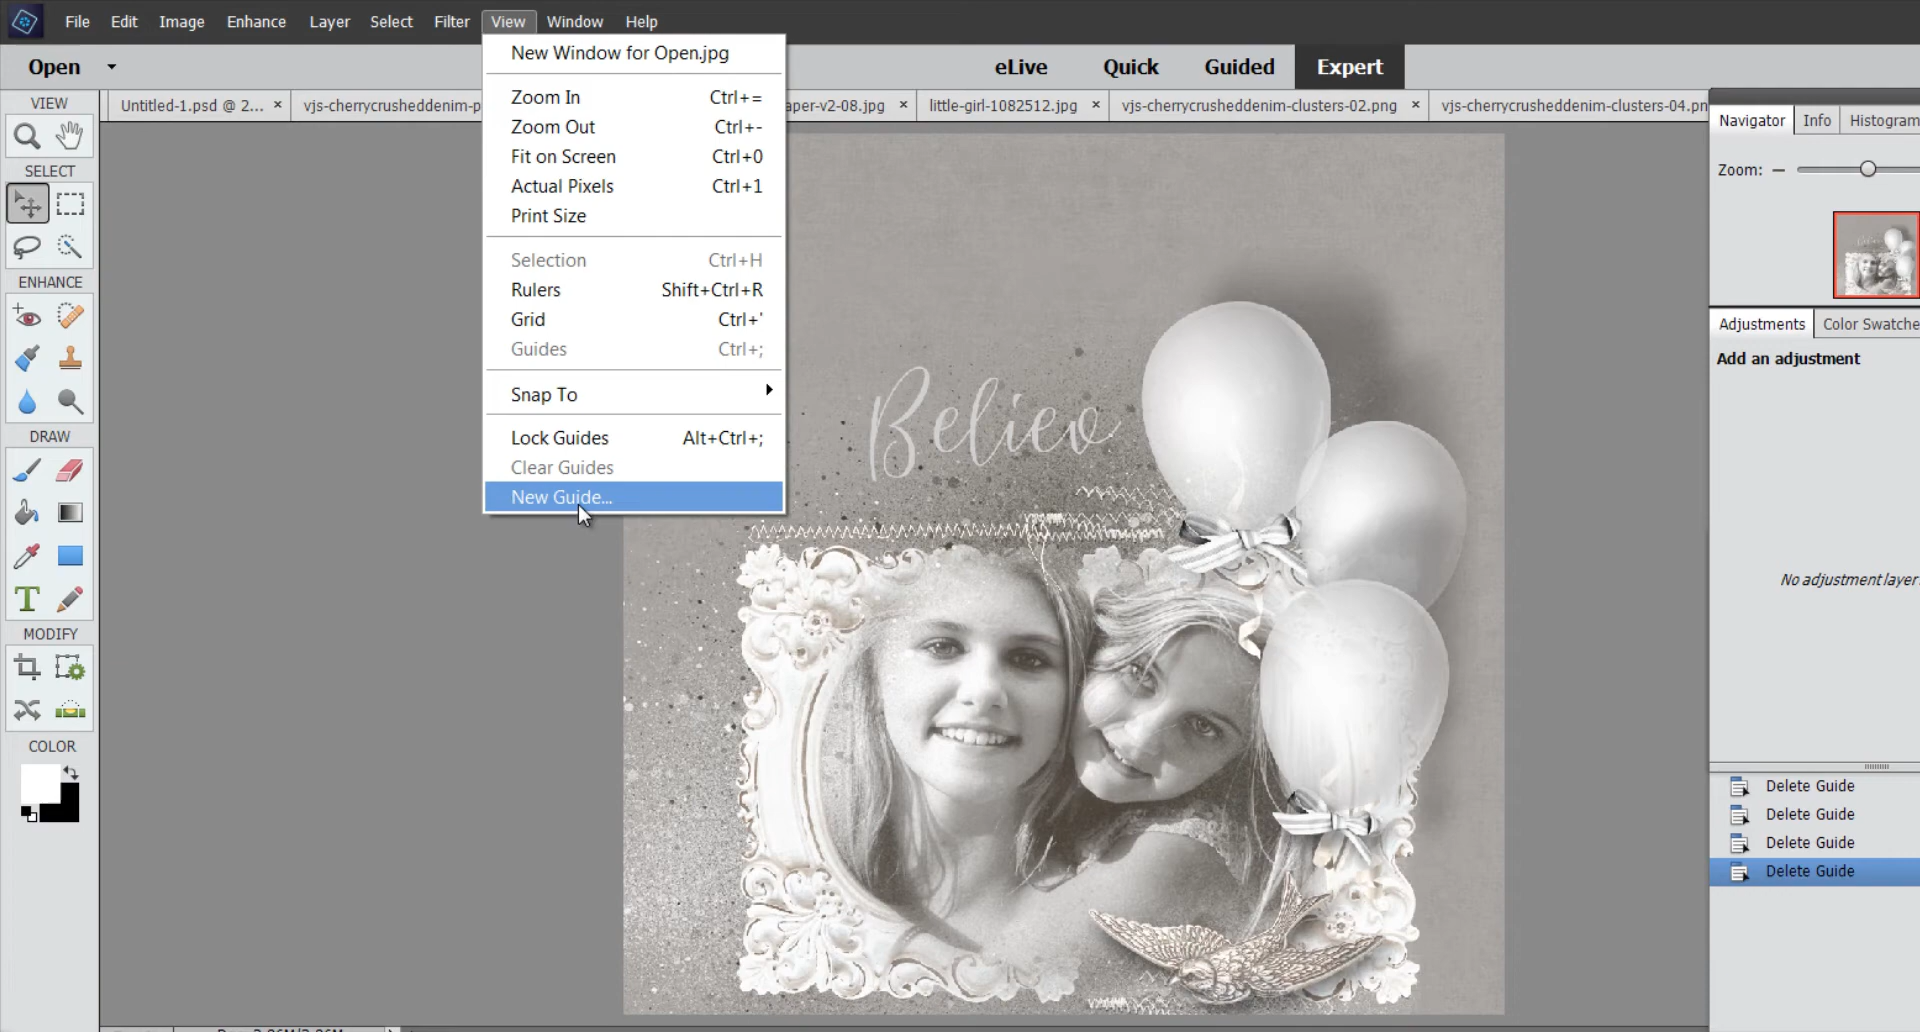 File Edit Image Enhance Layer Select Filter View Window Help
Open eLive Quick Guided Expert
VIEW
Untitled-1.psd @ 2... × vjs-cherrycrusheddenim-p aper-v2-08.jpg × little-girl-1082512.jpg × vjs-cherrycrusheddenim-clusters-02.png × vjs-cherrycrusheddenim-clusters-04.pn
New Window for Open.jpg
Zoom In Ctrl+=
Zoom Out Ctrl+-
Fit on Screen Ctrl+0
Actual Pixels Ctrl+1
Print Size
Selection Ctrl+H
Rulers Shift+Ctrl+R
Grid Ctrl+'
Guides Ctrl+;
Snap To
Lock Guides Alt+Ctrl+;
Clear Guides
New Guide...
SELECT
ENHANCE
DRAW
T
MODIFY
COLOR
Believ
Navigator Info Histogram
Zoom:
Adjustments Color Swatche
Add an adjustment
No adjustment layer
Delete Guide
Delete Guide
Delete Guide
Delete Guide